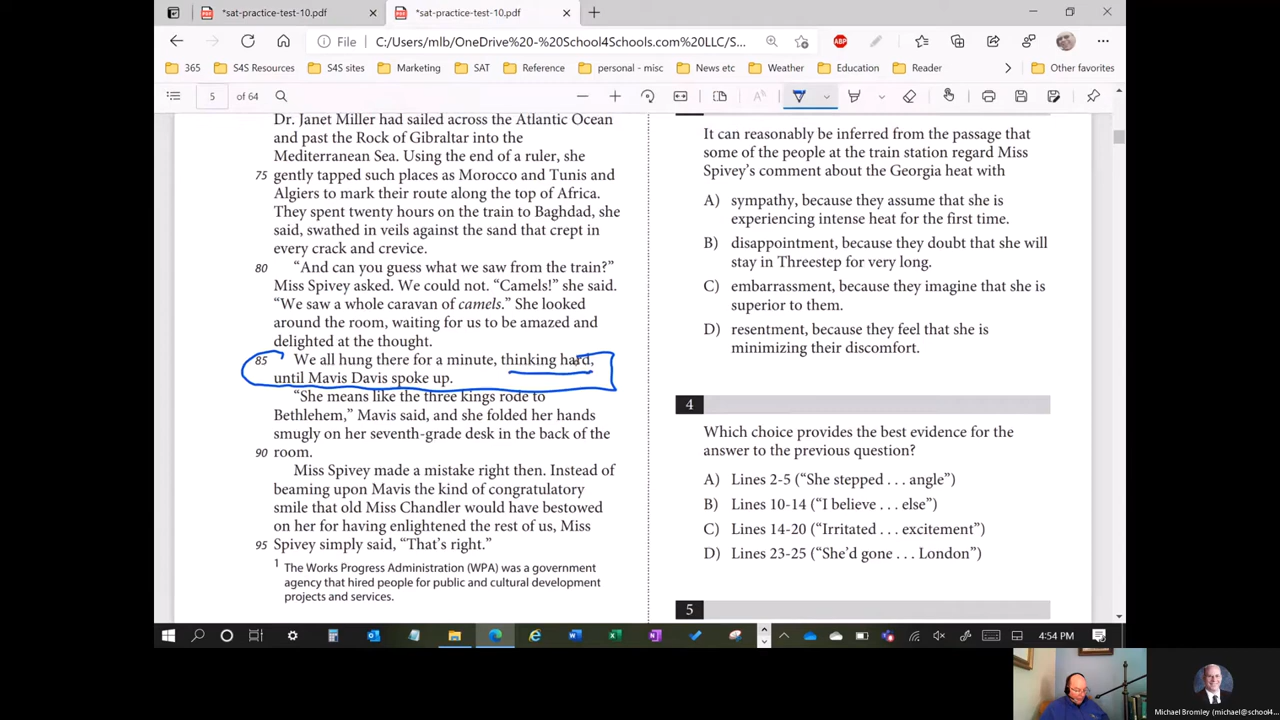 *sat-practice-test-10.pdf
*sat-practice-test-10.pdf
File
C:/Users/mlb/OneDrive%20-%20School4Schools.com%20LLC/S...
ABP
365
S4S Resources
S4S sites
Marketing
SAT
Reference
personal - misc
News etc
Weather
Education
Reader
Other favorites
5
of 64
Dr. Janet Miller had sailed across the Atlantic Ocean
and past the Rock of Gibraltar into the
Mediterranean Sea. Using the end of a ruler, she
75 gently tapped such places as Morocco and Tunis and
Algiers to mark their route along the top of Africa.
They spent twenty hours on the train to Baghdad, she
said, swathed in veils against the sand that crept in
every crack and crevice.
80 “And can you guess what we saw from the train?”
Miss Spivey asked. We could not. “Camels!” she said.
“We saw a whole caravan of camels.” She looked
around the room, waiting for us to be amazed and
delighted at the thought.
85 We all hung there for a minute, thinking hard,
until Mavis Davis spoke up.
“She means like the three kings rode to
Bethlehem,” Mavis said, and she folded her hands
smugly on her seventh-grade desk in the back of the
90 room.
Miss Spivey made a mistake right then. Instead of
beaming upon Mavis the kind of congratulatory
smile that old Miss Chandler would have bestowed
on her for having enlightened the rest of us, Miss
95 Spivey simply said, “That’s right.”
1 The Works Progress Administration (WPA) was a government
agency that hired people for public and cultural development
projects and services.
It can reasonably be inferred from the passage that
some of the people at the train station regard Miss
Spivey’s comment about the Georgia heat with
A) sympathy, because they assume that she is
experiencing intense heat for the first time.
B) disappointment, because they doubt that she will
stay in Threestep for very long.
C) embarrassment, because they imagine that she is
superior to them.
D) resentment, because they feel that she is
minimizing their discomfort.
4
Which choice provides the best evidence for the
answer to the previous question?
A) Lines 2-5 (“She stepped . . . angle”)
B) Lines 10-14 (“I believe . . . else”)
C) Lines 14-20 (“Irritated . . . excitement”)
D) Lines 23-25 (“She’d gone . . . London”)
5
4:54 PM
Michael Bromley (michael@school4...